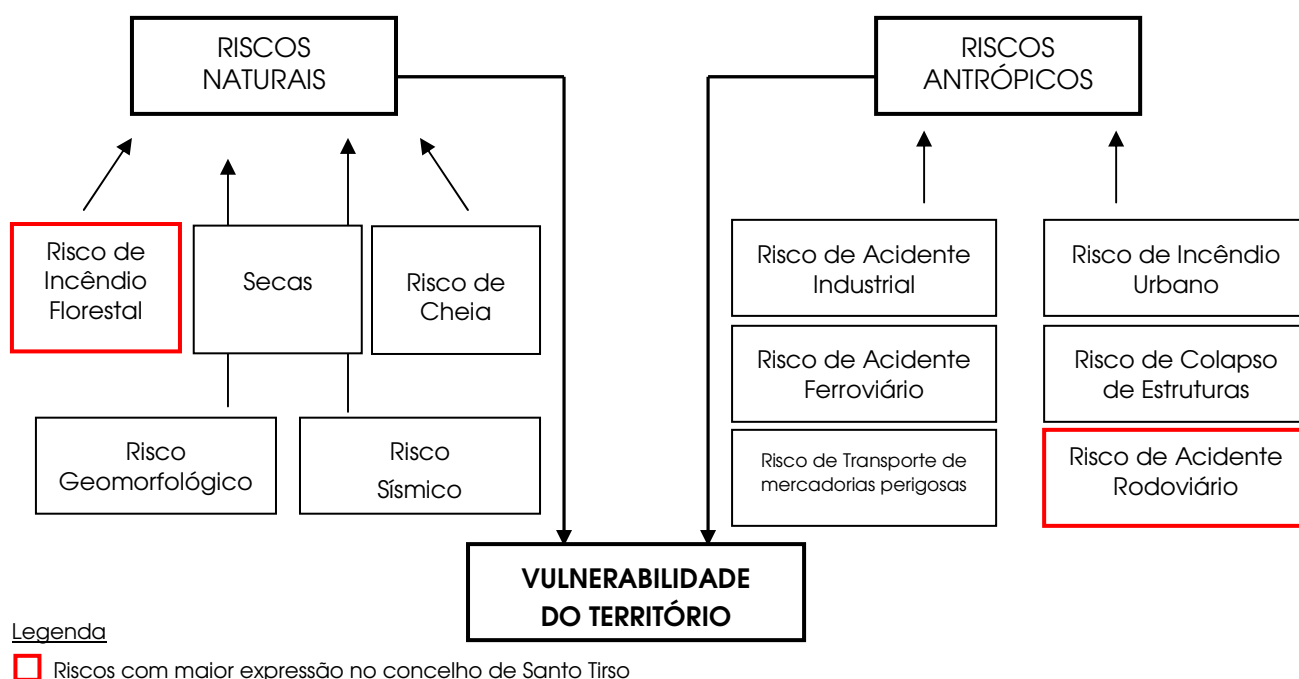 RISCOS
NATURAIS
RISCOS
ANTRÓPICOS
Risco de
Incêndio
Florestal
Secas
Risco de
Cheia
Risco
Geomorfológico
Risco
Sísmico
Risco de Acidente
Industrial
Risco de Incêndio
Urbano
Risco de Acidente
Ferroviário
Risco de Colapso
de Estruturas
Risco de Transporte de
mercadorias perigosas
Risco de Acidente
Rodoviário
VULNERABILIDADE
DO TERRITÓRIO
Legenda
Riscos com maior expressão no concelho de Santo Tirso